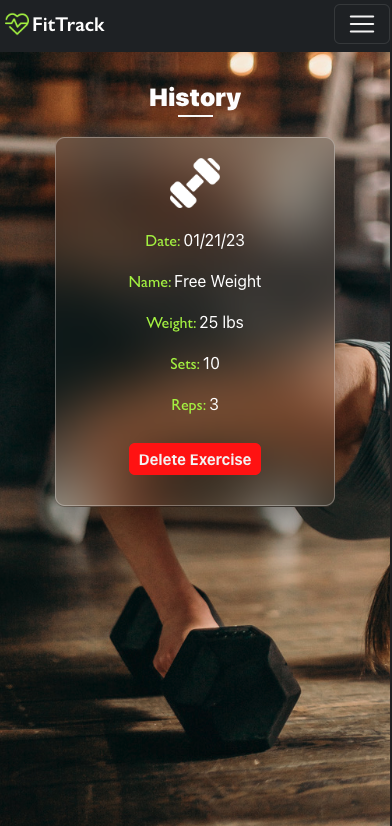 FitTrack
History
Date: 01/21/23
Name: Free Weight
Weight: 25 lbs
Sets: 10
Reps: 3
Delete Exercise